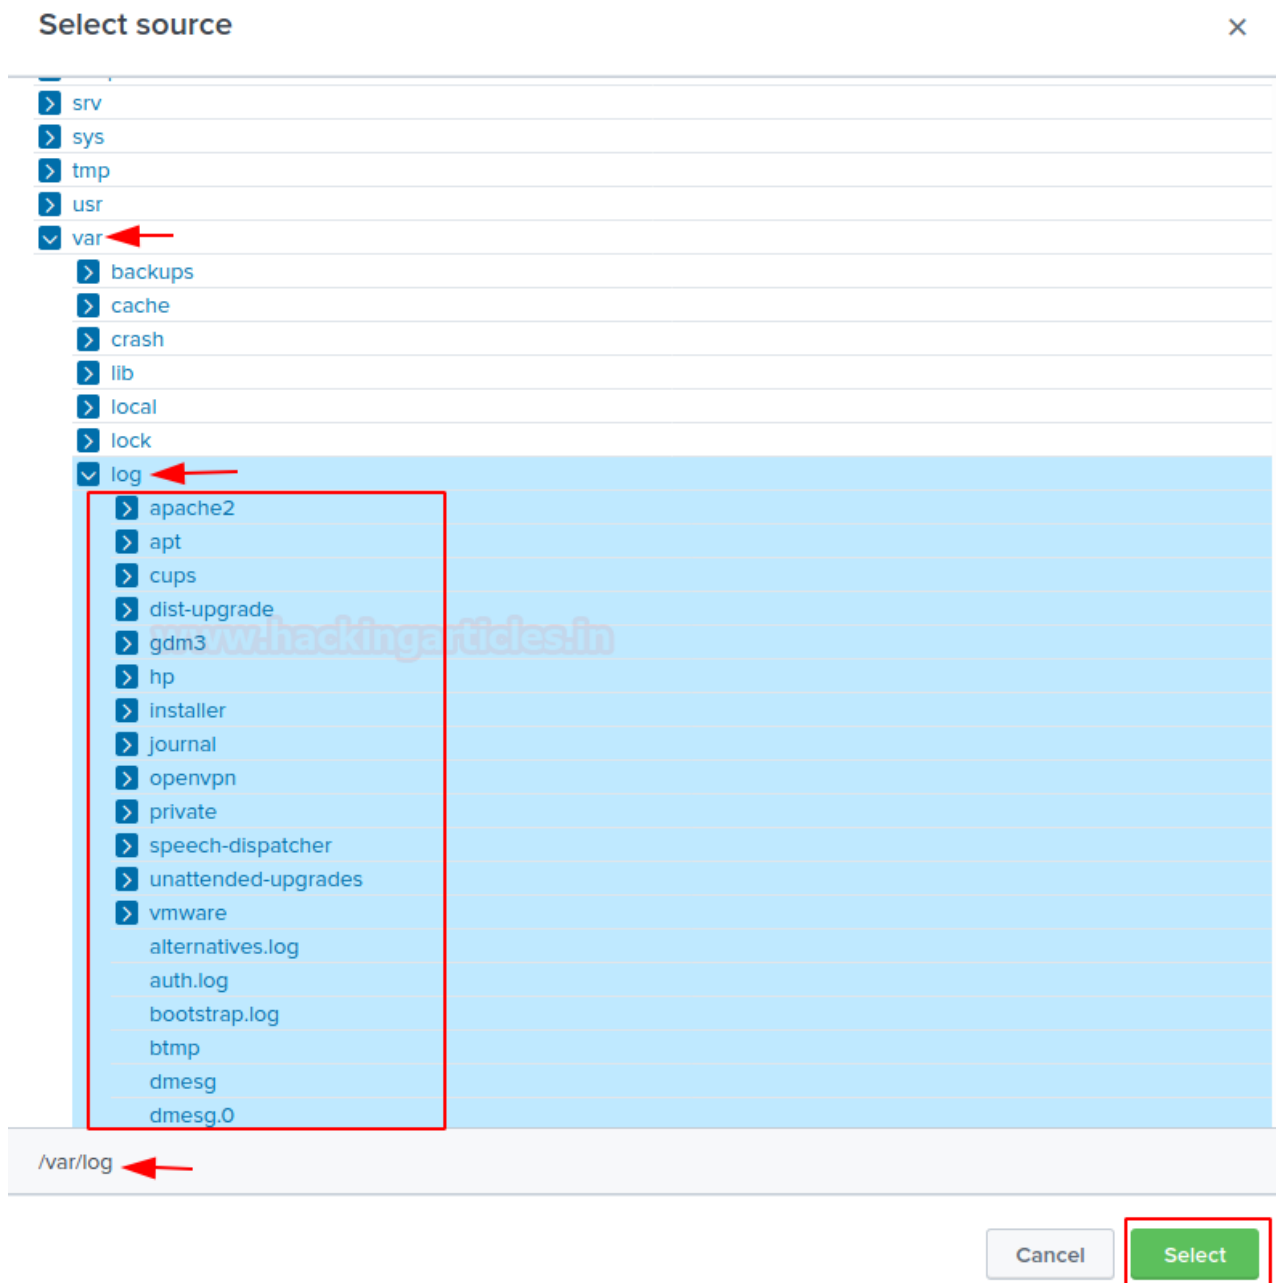 Select source
srv
sys
tmp
usr
var
backups
cache
crash
lib
local
lock
log
apache2
apt
cups
dist-upgrade
www.hackingarticles.in
gdm3
hp
installer
journal
openvpn
private
speech-dispatcher
unattended-upgrades
vmware
alternatives.log
auth.log
bootstrap.log
btmp
dmesg
dmesg.0
/var/log
Cancel Select